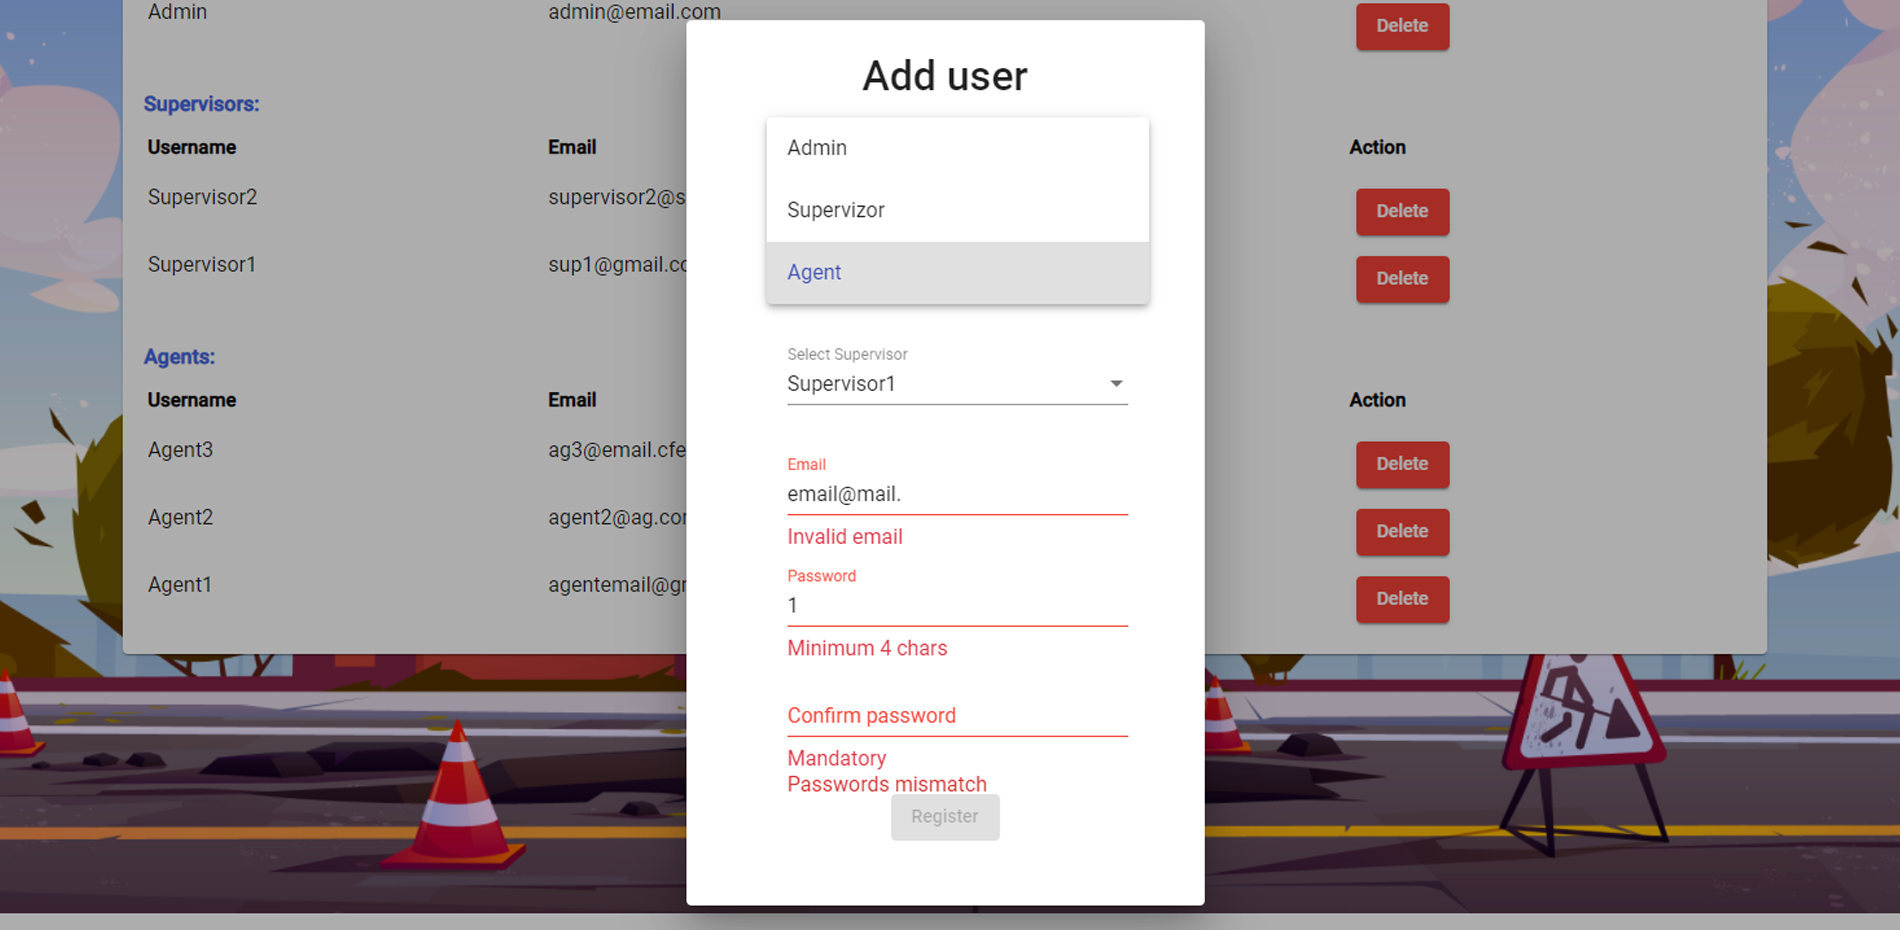 Admin admin@email.com Delete
Add user
Supervisors:
Username Email Action
Supervisor2 supervisor2@s Delete
Supervisor1 sup1@gmail.co Delete
Admin
Supervizor
Agent
Agents:
Username Email Action
Agent3 ag3@email.cfe Delete
Agent2 agent2@ag.cor Delete
Agent1 agentemail@gr Delete
Select Supervisor
Supervisor1
Email
email@mail.
Invalid email
Password
1
Minimum 4 chars
Confirm password
Mandatory
Passwords mismatch
Register